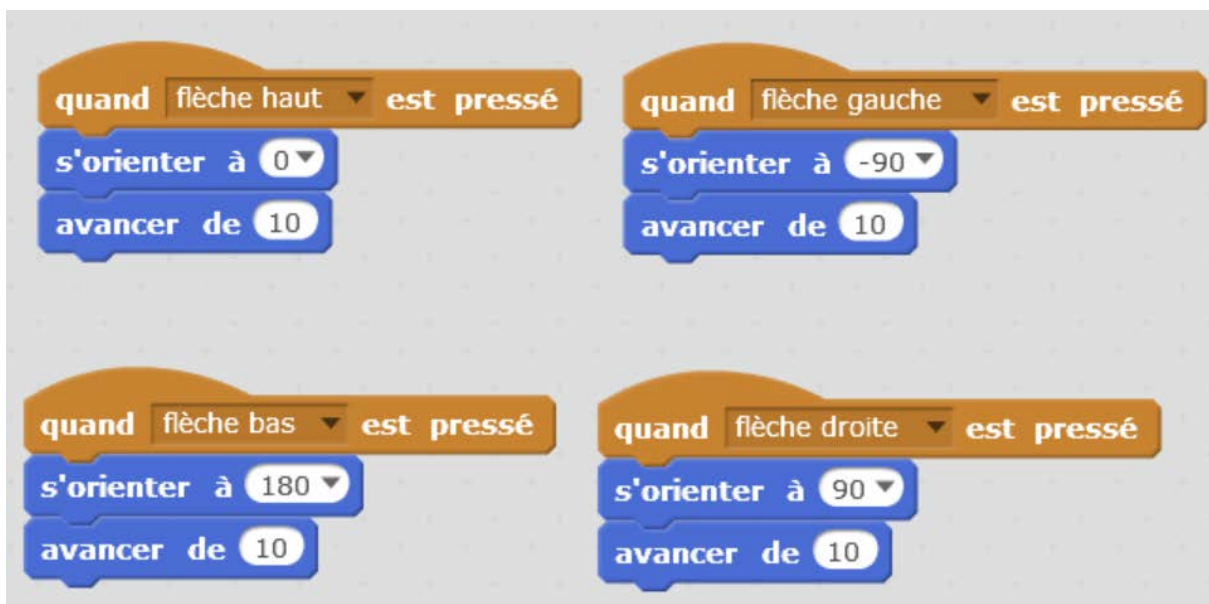 quand flèche haut est pressé
s'orienter à 0
avancer de 10
quand flèche gauche est pressé
s'orienter à -90
avancer de 10
quand flèche bas est pressé
s'orienter à 180
avancer de 10
quand flèche droite est pressé
s'orienter à 90
avancer de 10